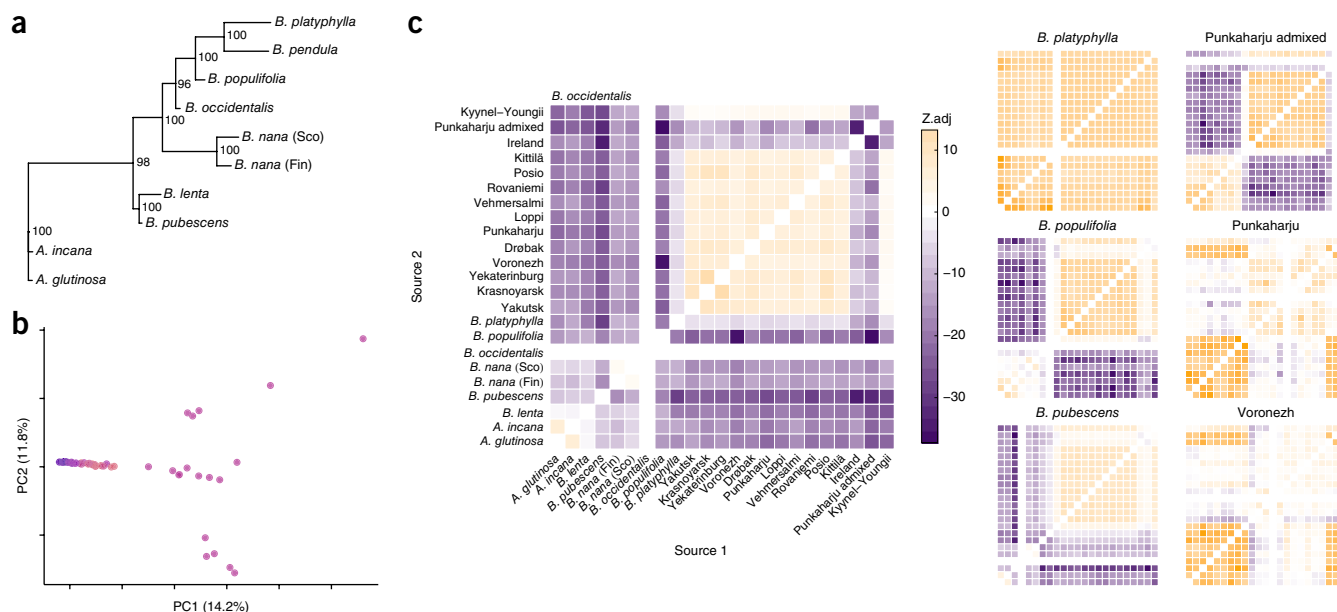 a
B. platyphylla
100
B. pendula
100
B. populifolia
96
B. occidentalis
100
B. nana (Sco)
100
B. nana (Fin)
98
B. lenta
100
B. pubescens
100
A. incana
A. glutinosa
b
PC2 (11.8%)
PC1 (14.2%)
c
B. occidentalis
Source 2
Kyynel–Youngii
Punkaharju admixed
Ireland
Kittilä
Posio
Rovaniemi
Vehmersalmi
Loppi
Punkaharju
Drøbak
Voronezh
Yekaterinburg
Krasnoyarsk
Yakutsk
B. platyphylla
B. populifolia
B. occidentalis
B. nana (Sco)
B. nana (Fin)
B. pubescens
B. lenta
A. incana
A. glutinosa
A. glutinosa
A. incana
B. lenta
B. pubescens
B. nana (Fin)
B. nana (Sco)
B. occidentalis
B. populifolia
B. platyphylla
Yakutsk
Krasnoyarsk
Yekaterinburg
Voronezh
Drøbak
Punkaharju
Loppi
Vehmersalmi
Rovaniemi
Posio
Kittilä
Ireland
Punkaharju admixed
Kyynel–Youngii
Source 1
Z.adj
10
0
−10
−20
−30
B. platyphylla
Punkaharju admixed
B. populifolia
Punkaharju
B. pubescens
Voronezh